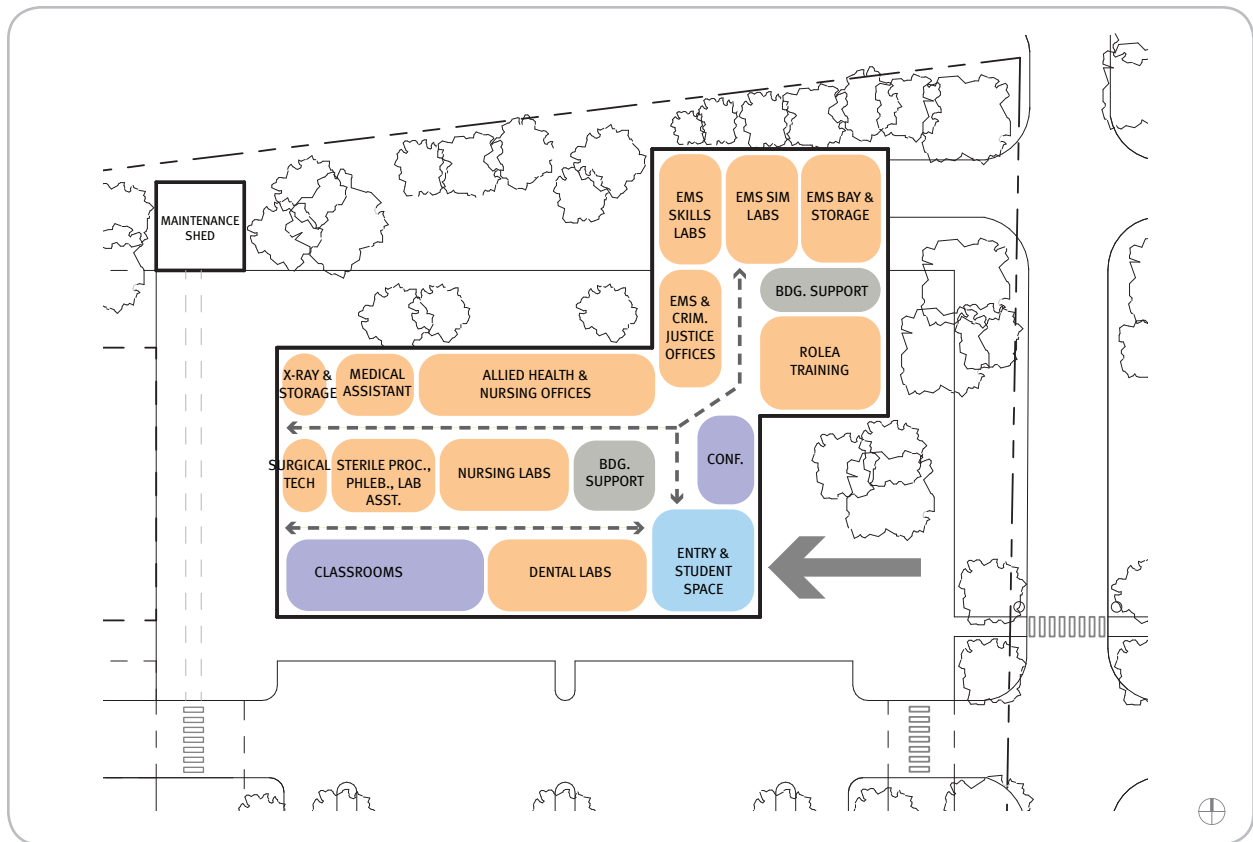 MAINTENANCE
SHED
EMS
SKILLS
LABS
EMS SIM
LABS
EMS BAY &
STORAGE
BDG. SUPPORT
EMS &
CRIM.
JUSTICE
OFFICES
ROLEA
TRAINING
X-RAY &
STORAGE
MEDICAL
ASSISTANT
ALLIED HEALTH &
NURSING OFFICES
SURGICAL
TECH
STERILE PROC.,
PHLEB., LAB
ASST.
NURSING LABS
BDG.
SUPPORT
CONF.
CLASSROOMS
DENTAL LABS
ENTRY &
STUDENT
SPACE